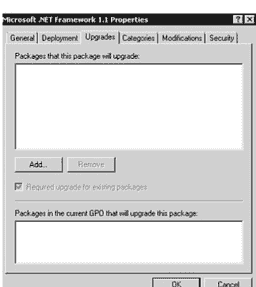 Microsoft .NET Framework 1.1 Properties
General Deployment Upgrades Categories Modifications Security
Packages that this package will upgrade:
Add... Remove
Required upgrade for existing packages
Packages in the current GPO that will upgrade this package:
OK Cancel